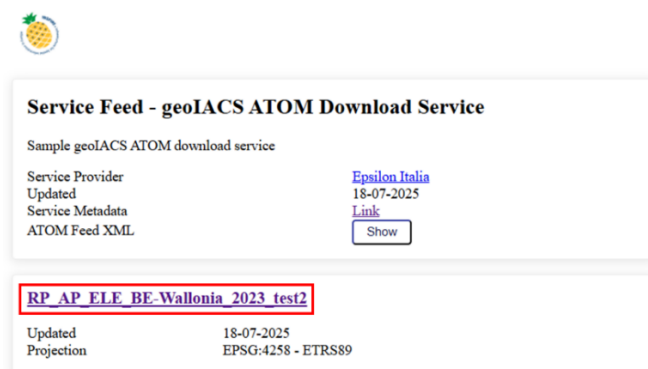 Service Feed - geoIACS ATOM Download Service
Sample geoIACS ATOM download service
Service Provider Epsilon Italia
Updated 18-07-2025
Service Metadata Link
ATOM Feed XML Show
RP_AP_ELE_BE-Wallonia_2023_test2
Updated 18-07-2025
Projection EPSG:4258 - ETRS89